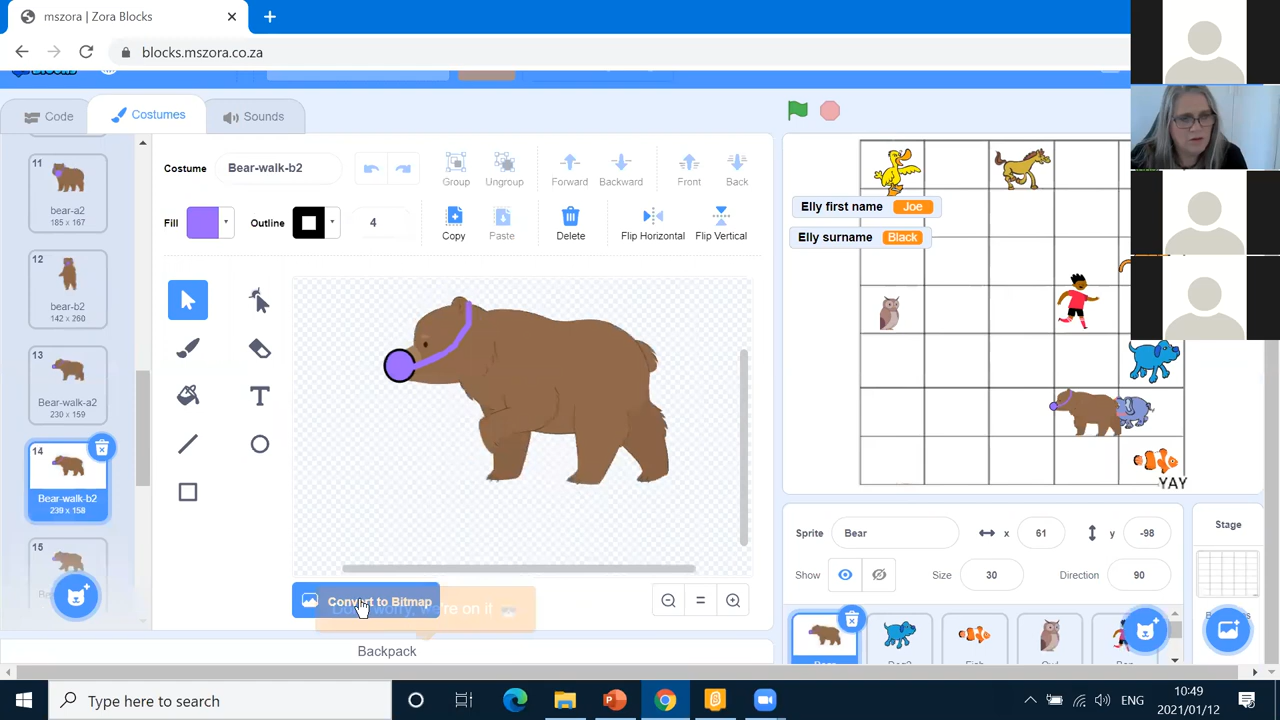 mszora | Zora Blocks
blocks.mszora.co.za
Code
Costumes
Sounds
11
bear-a2
185 x 167
12
bear-b2
142 x 260
13
Bear-walk-a2
230 x 159
14
Bear-walk-b2
239 x 158
15
Costume
Bear-walk-b2
Group
Ungroup
Forward
Backward
Front
Back
Fill
Outline
4
Copy
Paste
Delete
Flip Horizontal
Flip Vertical
T
Convert to Bitmap
Backpack
Elly first name Joe
Elly surname Black
YAY
Sprite
Bear
x
61
y
-98
Show
Size
30
Direction
90
Stage
Dog2
Fish
Owl
Type here to search
ENG
10:49
2021/01/12